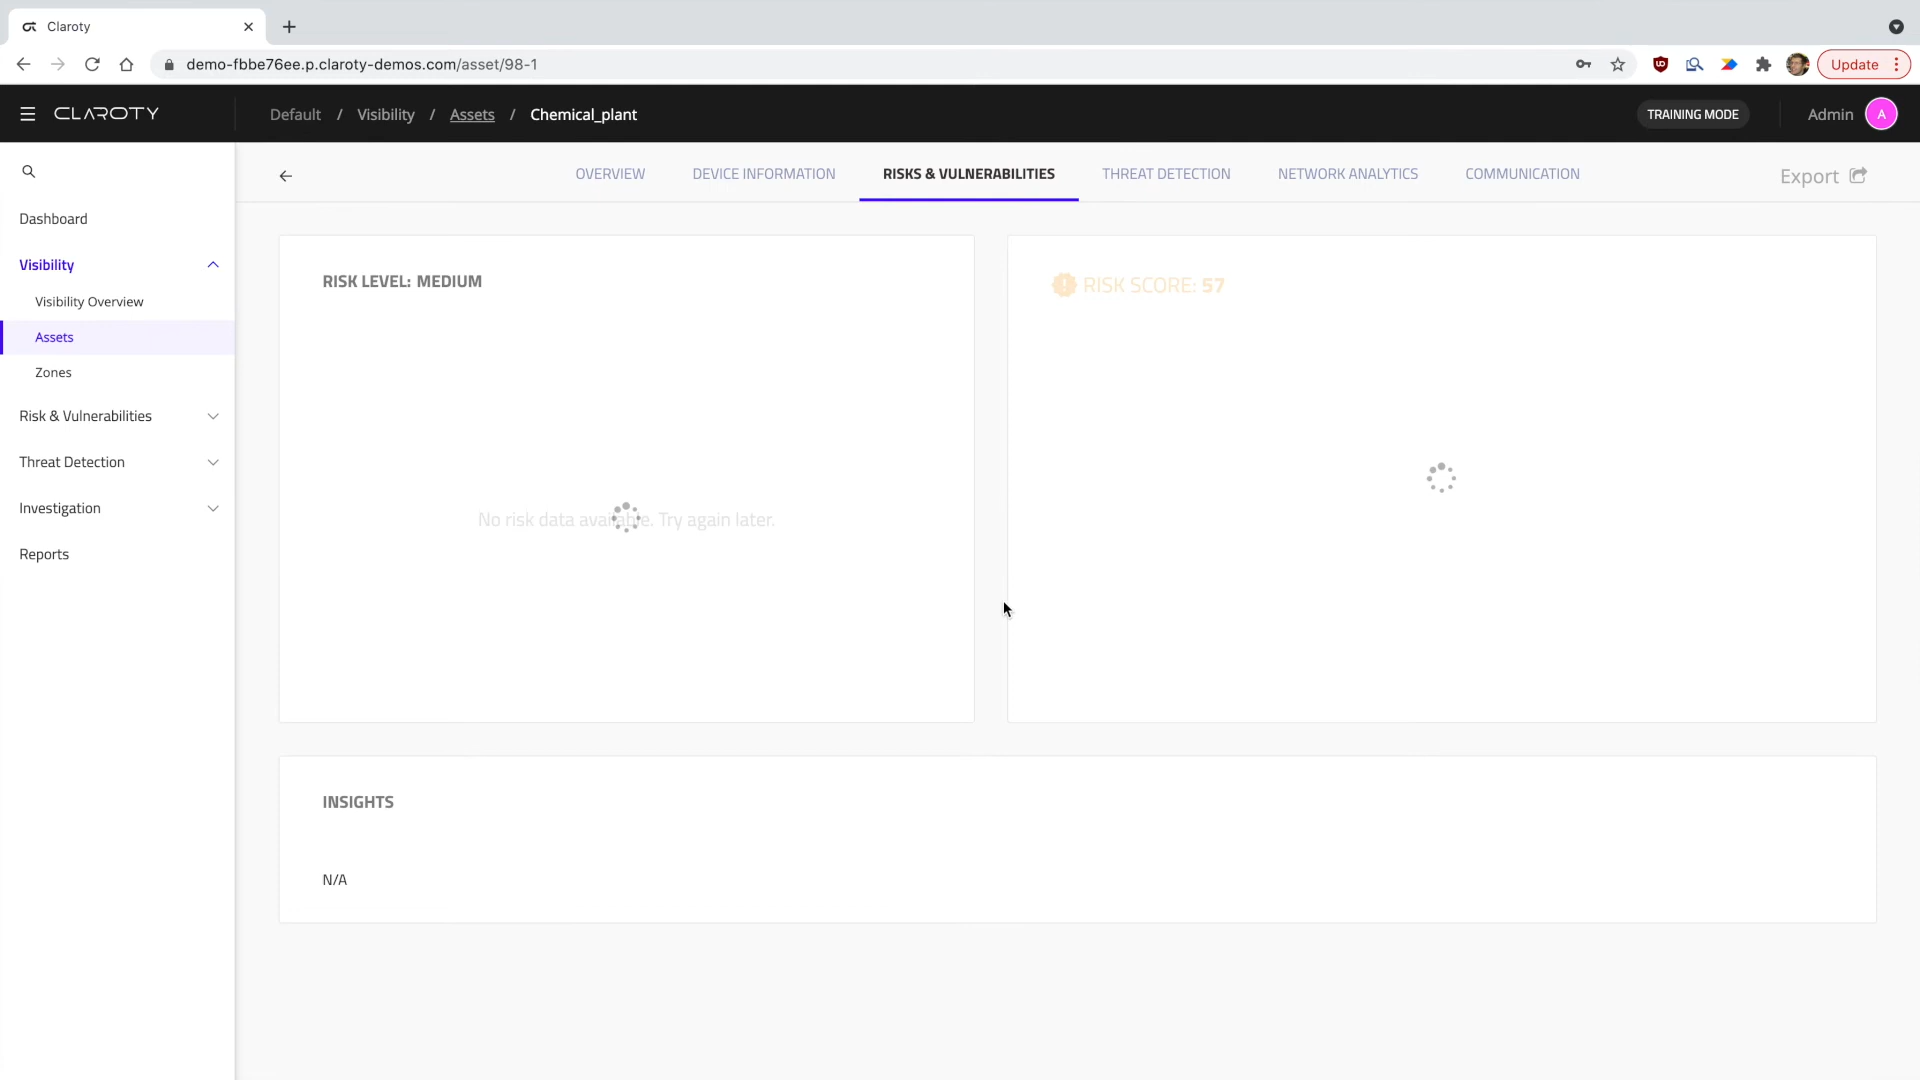 Claroty
demo-fbbe76ee.p.claroty-demos.com/asset/98-1
Update
CLAROTY
Default / Visibility / Assets / Chemical_plant
TRAINING MODE
Admin
A
OVERVIEW
DEVICE INFORMATION
RISKS & VULNERABILITIES
THREAT DETECTION
NETWORK ANALYTICS
COMMUNICATION
Export
Dashboard
Visibility
Visibility Overview
Assets
Zones
Risk & Vulnerabilities
Threat Detection
Investigation
Reports
RISK LEVEL: MEDIUM
No risk data available. Try again later.
RISK SCORE: 57
INSIGHTS
N/A